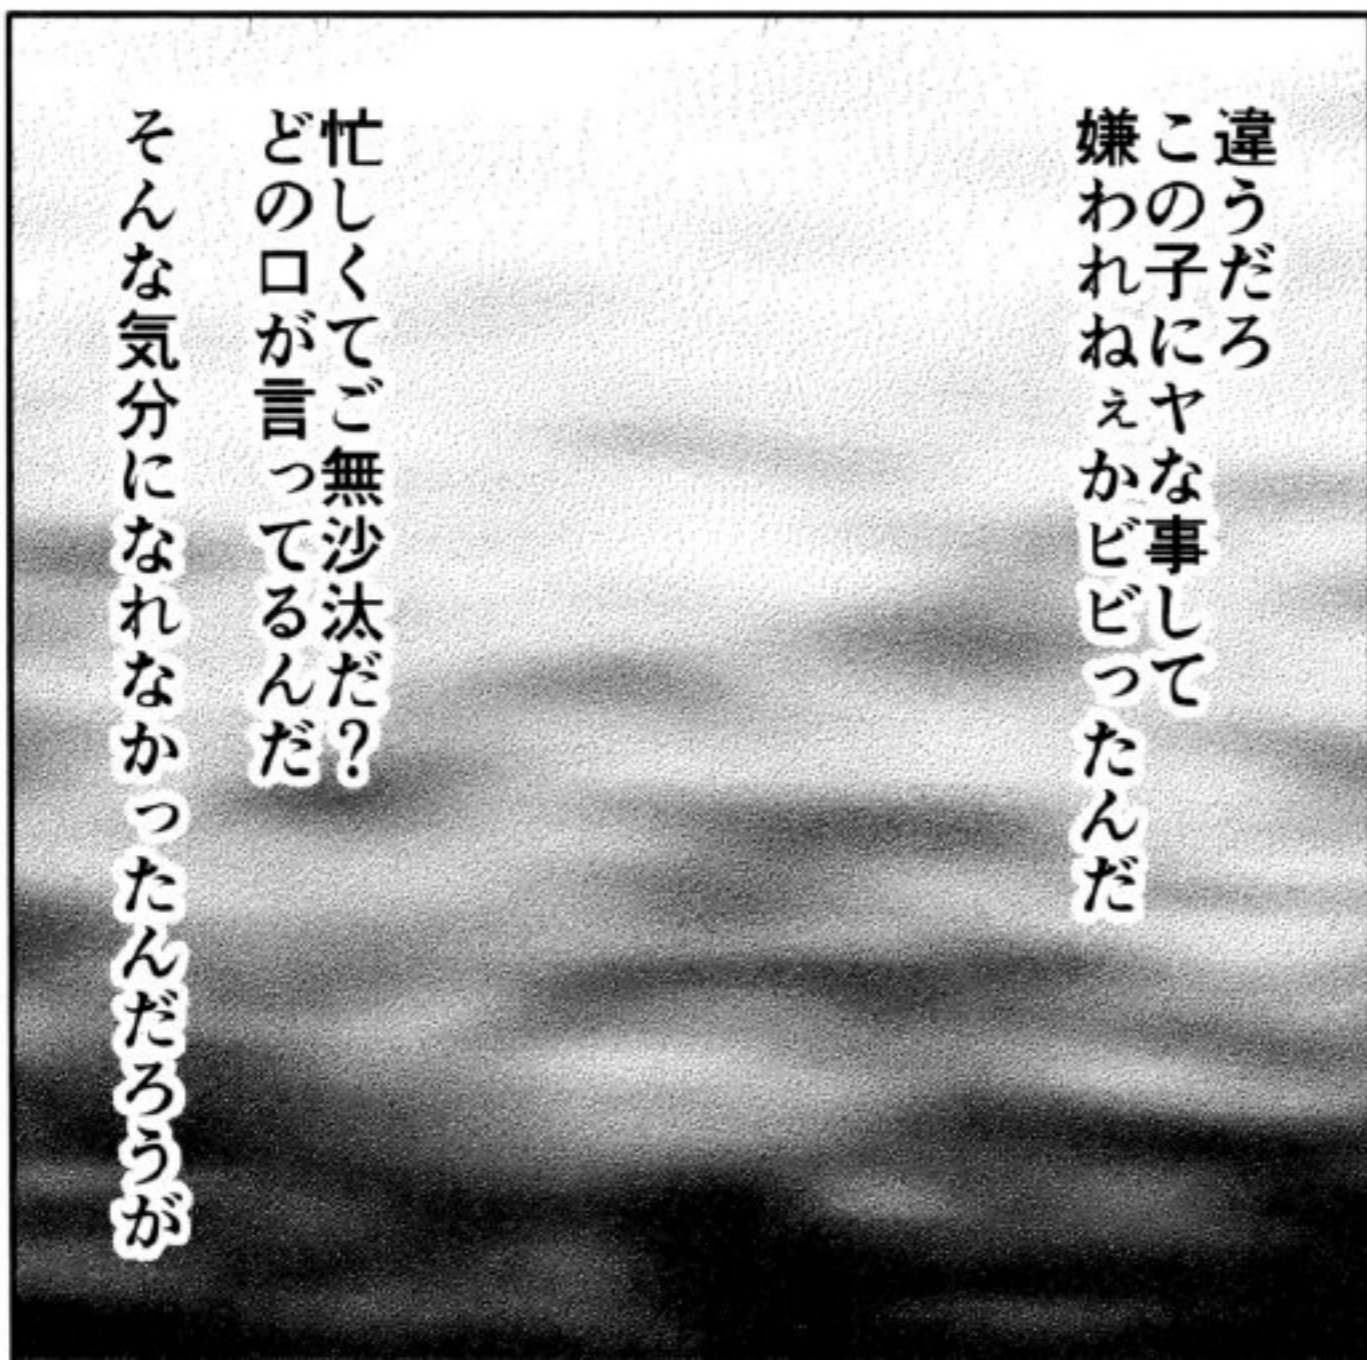 違うだろ
この子にヤな事して
嫌われねぇかビビったんだ
忙しくてご無沙汰だ？
どの口が言ってるんだ
そんな気分になれなかったんだろうが